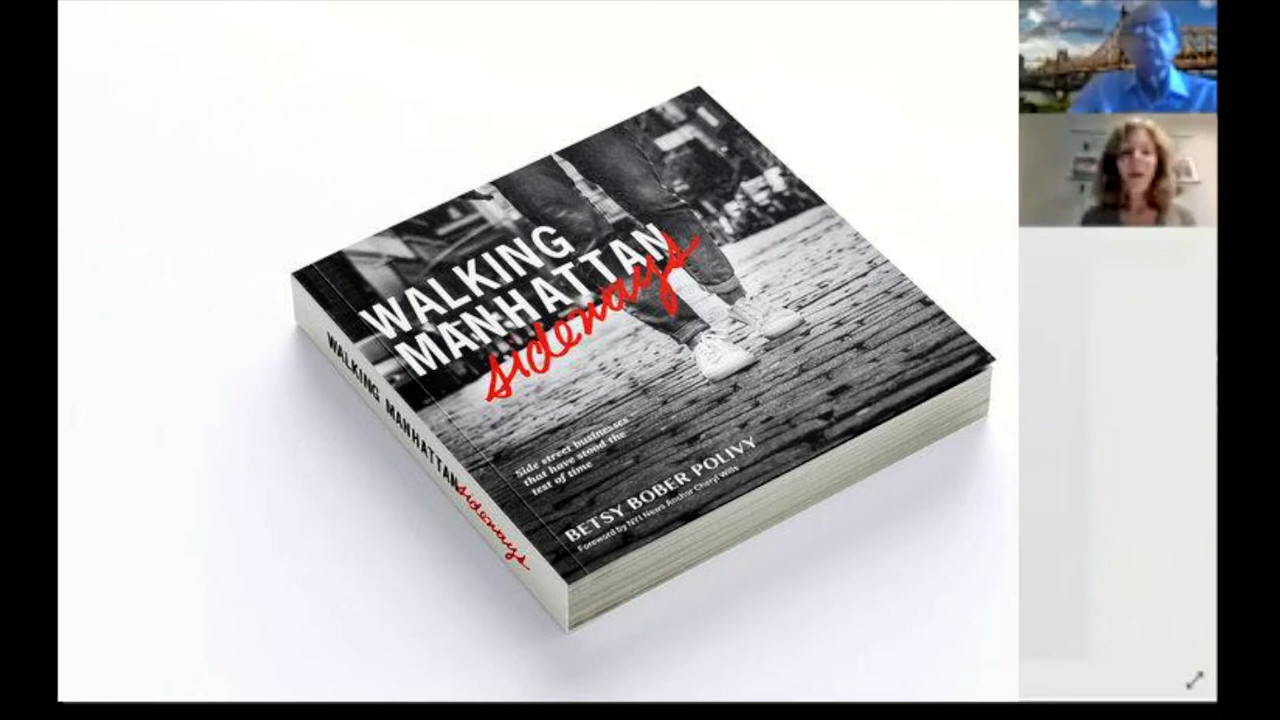 WALKING
MANHATTAN
sideways
Side street businesses
that have stood the
test of time
BETSY BOBER POLIVY
Foreword by NY1 News Anchor Cheryl Wills
WALKING MANHATTAN sideways